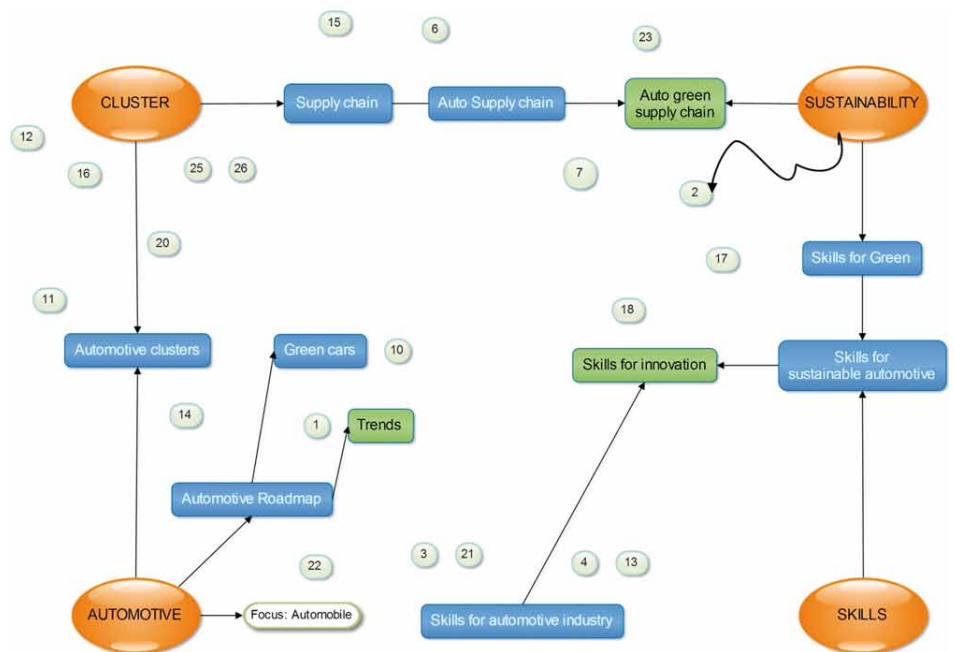 15
6
23
CLUSTER
Supply chain
Auto Supply chain
Auto green
supply chain
SUSTAINABILITY
12
16
25
26
7
2
20
17
Skills for Green
11
18
Automotive clusters
Green cars
10
Skills for innovation
Skills for
sustainable automotive
14
1
Trends
Automotive Roadmap
3
21
4
13
22
AUTOMOTIVE
Focus: Automobile
Skills for automotive industry
SKILLS